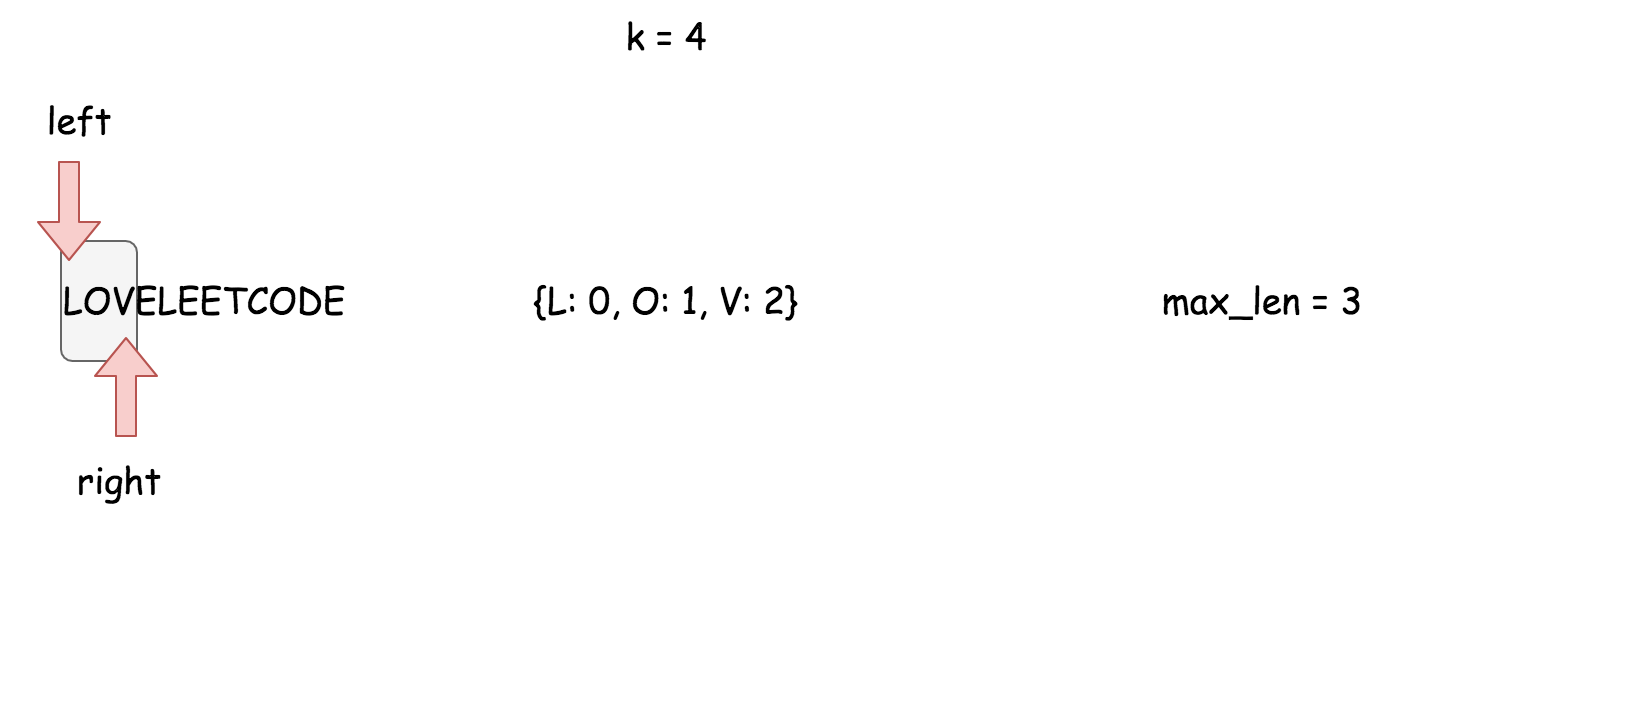 k = 4
left
LOVELEETCODE {L: 0, O: 1, V: 2} max_len = 3
right